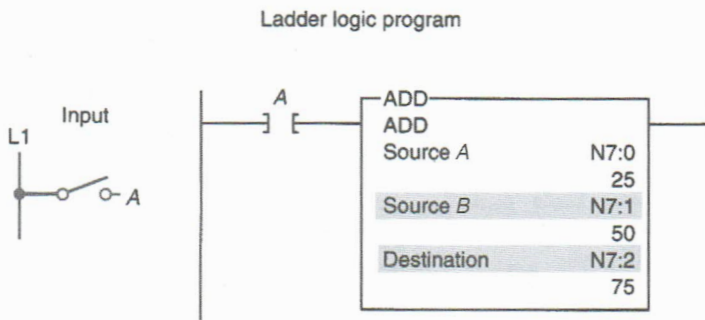 Ladder logic program
Input
L1
A
A
ADD
ADD
Source A N7:0
25
Source B N7:1
50
Destination N7:2
75